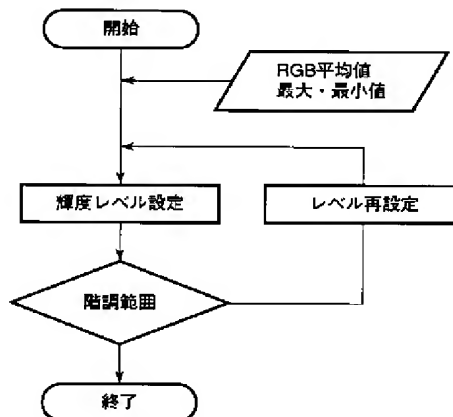 開始
RGB平均値
最大・最小値
輝度レベル設定
レベル再設定
階調範囲
終了